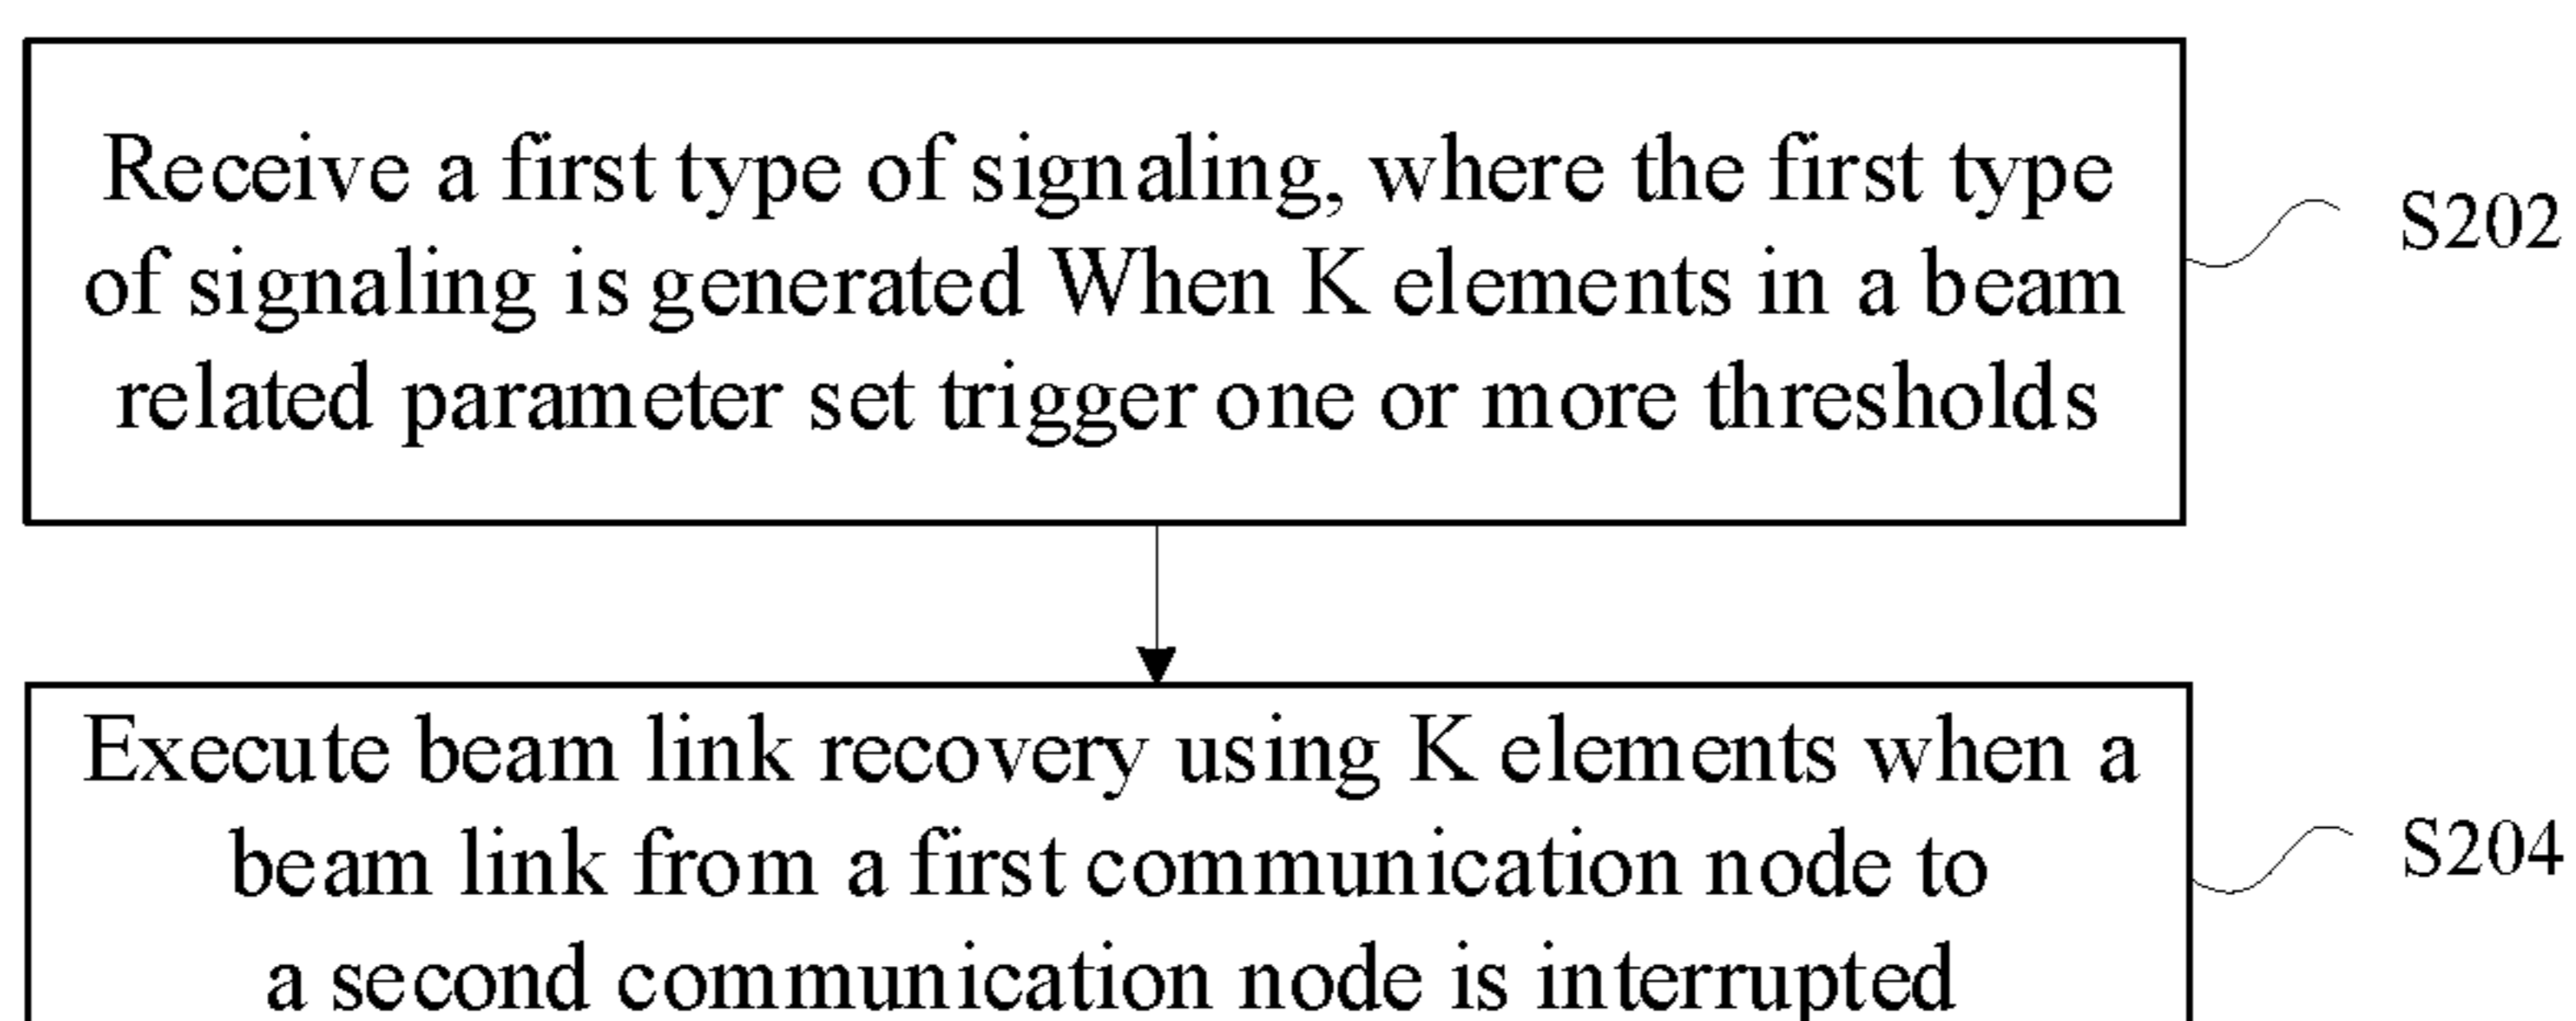 Receive a first type of signaling, where the first type
of signaling is generated When K elements in a beam
related parameter set trigger one or more thresholds
S202
Execute beam link recovery using K elements when a
beam link from a first communication node to
a second communication node is interrupted
S204